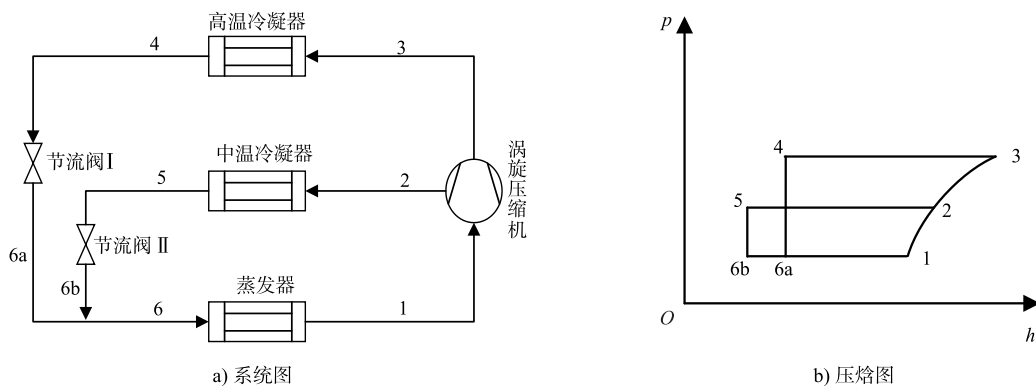 高温冷凝器
4
3
节流阀Ⅰ
中温冷凝器
5
2
涡旋压缩机
节流阀Ⅱ
6a
6b
蒸发器
6
1
a) 系统图
p
4
3
5
2
6b
6a
1
O
h
b) 压焓图